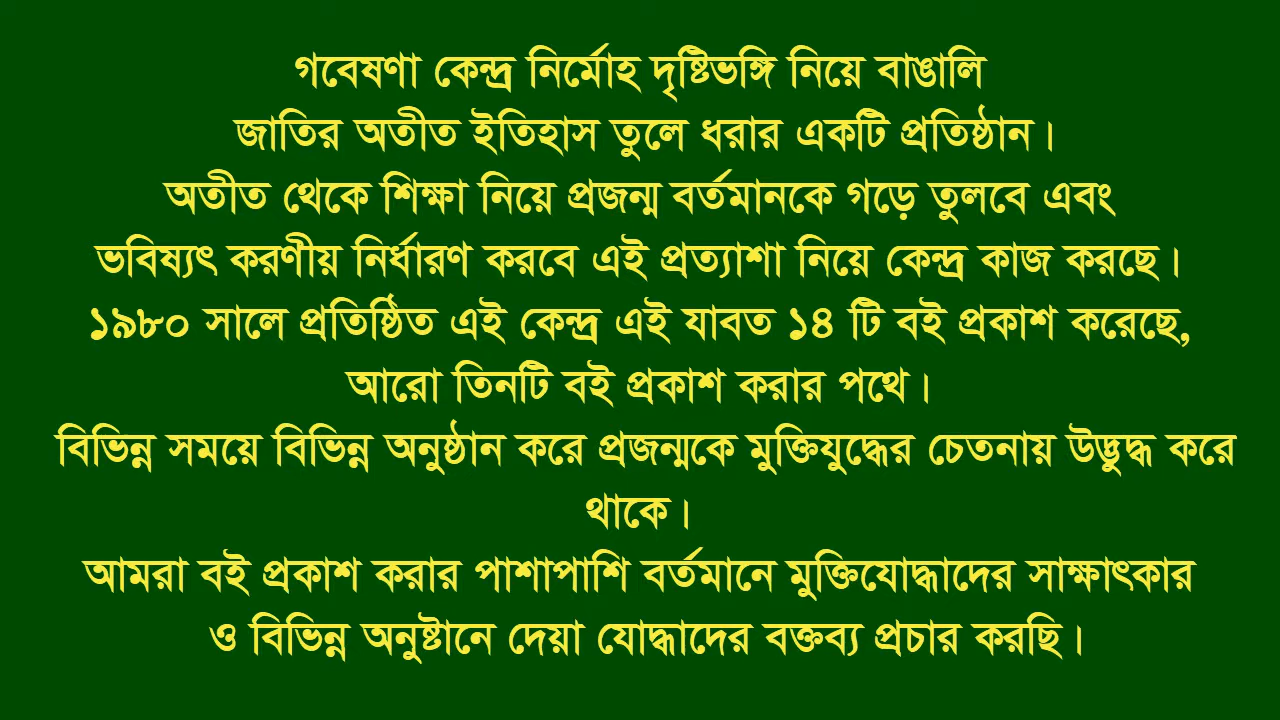 গবেষণা কেন্দ্র নির্মোহ দৃষ্টিভঙ্গি নিয়ে বাঙালি
জাতির অতীত ইতিহাস তুলে ধরার একটি প্রতিষ্ঠান।
অতীত থেকে শিক্ষা নিয়ে প্রজন্ম বর্তমানকে গড়ে তুলবে এবং
ভবিষ্যৎ করণীয় নির্ধারণ করবে এই প্রত্যাশা নিয়ে কেন্দ্র কাজ করছে।
১৯৮০ সালে প্রতিষ্ঠিত এই কেন্দ্র এই যাবত ১৪ টি বই প্রকাশ করেছে,
আরো তিনটি বই প্রকাশ করার পথে।
বিভিন্ন সময়ে বিভিন্ন অনুষ্ঠান করে প্রজন্মকে মুক্তিযুদ্ধের চেতনায় উদ্ভুদ্ধ করে
থাকে।
আমরা বই প্রকাশ করার পাশাপাশি বর্তমানে মুক্তিযোদ্ধাদের সাক্ষাৎকার
ও বিভিন্ন অনুষ্টানে দেয়া যোদ্ধাদের বক্তব্য প্রচার করছি।